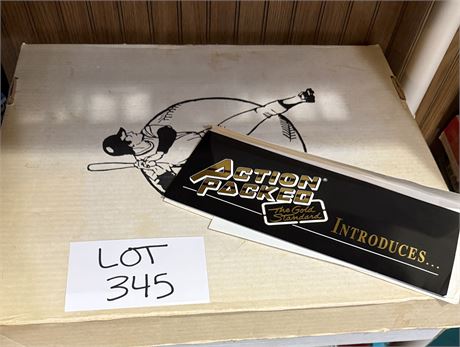 ACTION
PACKED®
The Gold
Standard
INTRODUCES...
LOT
345